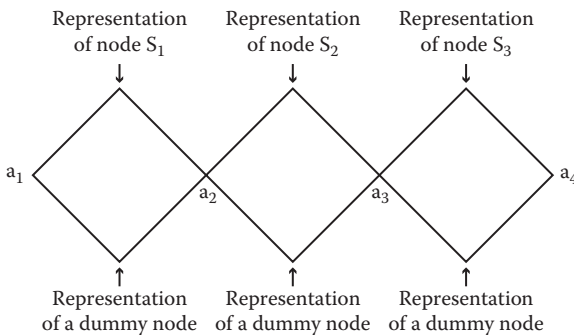 Representation
of node S₁
Representation
of node S₂
Representation
of node S₃
a₁
a₂
a₃
a₄
Representation
of a dummy node
Representation
of a dummy node
Representation
of a dummy node